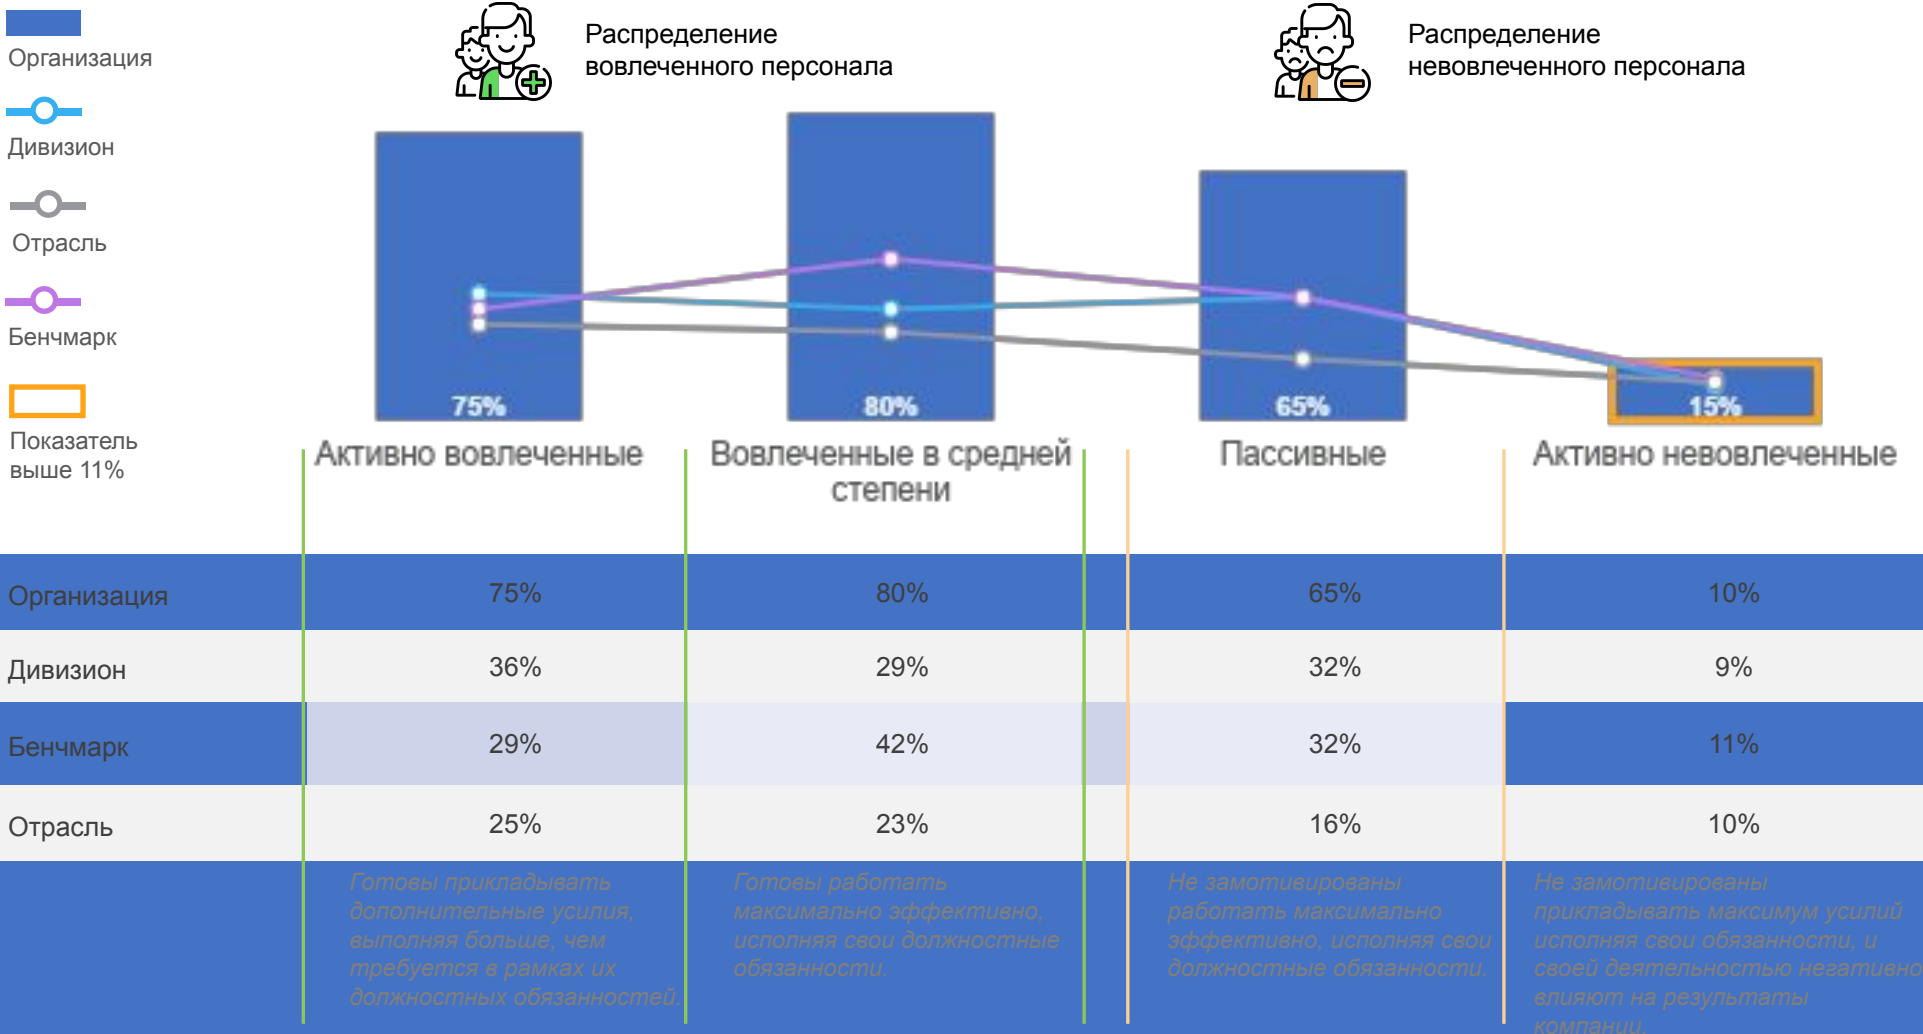 Организация
Дивизион
Отрасль
Бенчмарк
Показатель
выше 11%
Распределение
вовлеченного персонала
Распределение
невовлеченного персонала
75%
80%
65%
15%
Активно вовлеченные
Вовлеченные в средней
степени
Пассивные
Активно невовлеченные
Организация 75% 80% 65% 10%
Дивизион 36% 29% 32% 9%
Бенчмарк 29% 42% 32% 11%
Отрасль 25% 23% 16% 10%
Готовы прикладывать
дополнительные усилия,
выполняя больше, чем
требуется в рамках их
должностных обязанностей.
Готовы работать
максимально эффективно,
исполняя свои должностные
обязанности.
Не замотивированы
работать максимально
эффективно, исполняя свои
должностные обязанности.
Не замотивированы
прикладывать максимум усилий
исполняя свои обязанности, и
своей деятельностью негативно
влияют на результаты
компании.